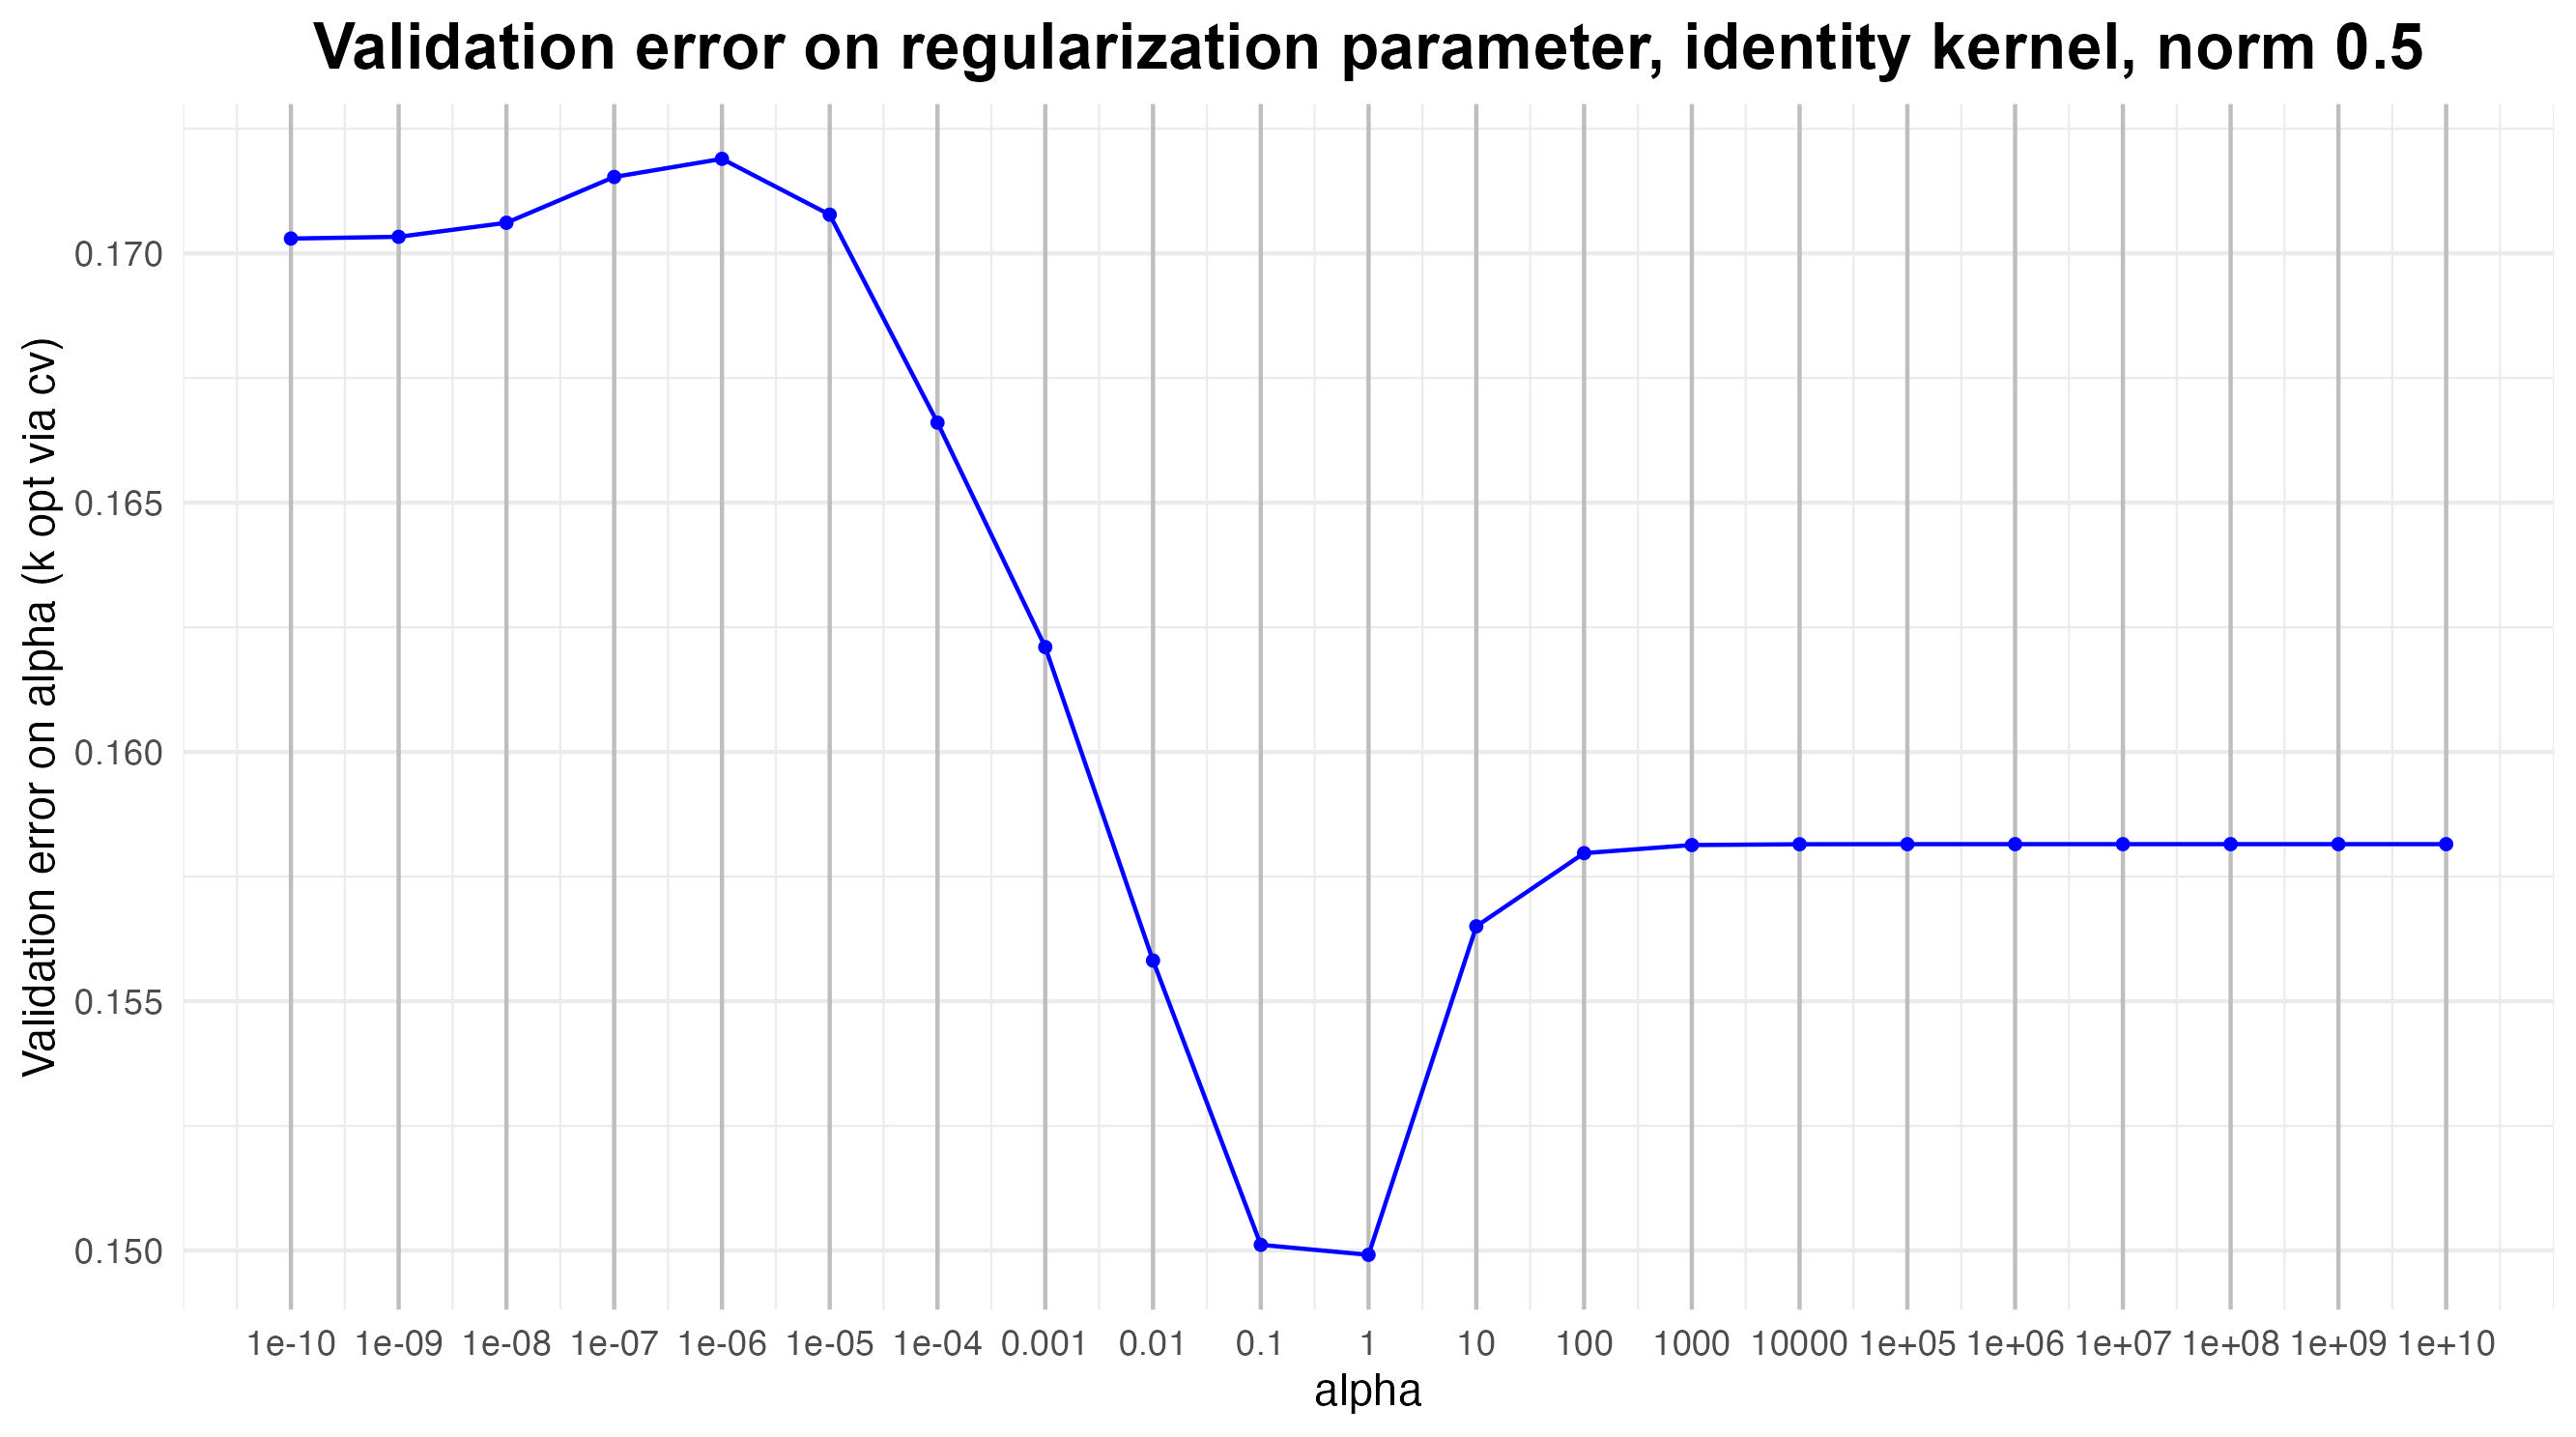 Validation error on regularization parameter, identity kernel, norm 0.5
Validation error on alpha (k opt via cv)
0.170
0.165
0.160
0.155
0.150
1e-10 1e-09 1e-08 1e-07 1e-06 1e-05 1e-04 0.001 0.01 0.1 1 10 100 1000 10000 1e+05 1e+06 1e+07 1e+08 1e+09 1e+10
alpha